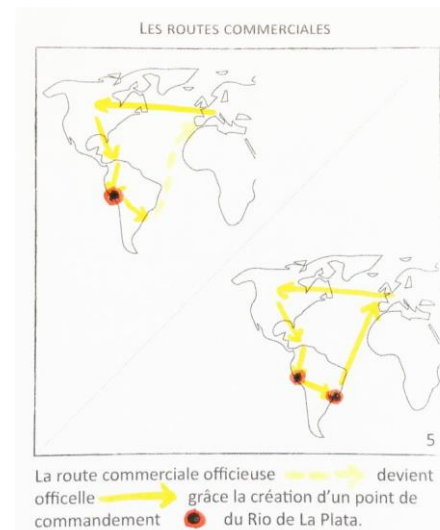 LES ROUTES COMMERCIALES
5
La route commerciale officieuse devient
officelle grâce la création d'un point de
commandement du Rio de La Plata.